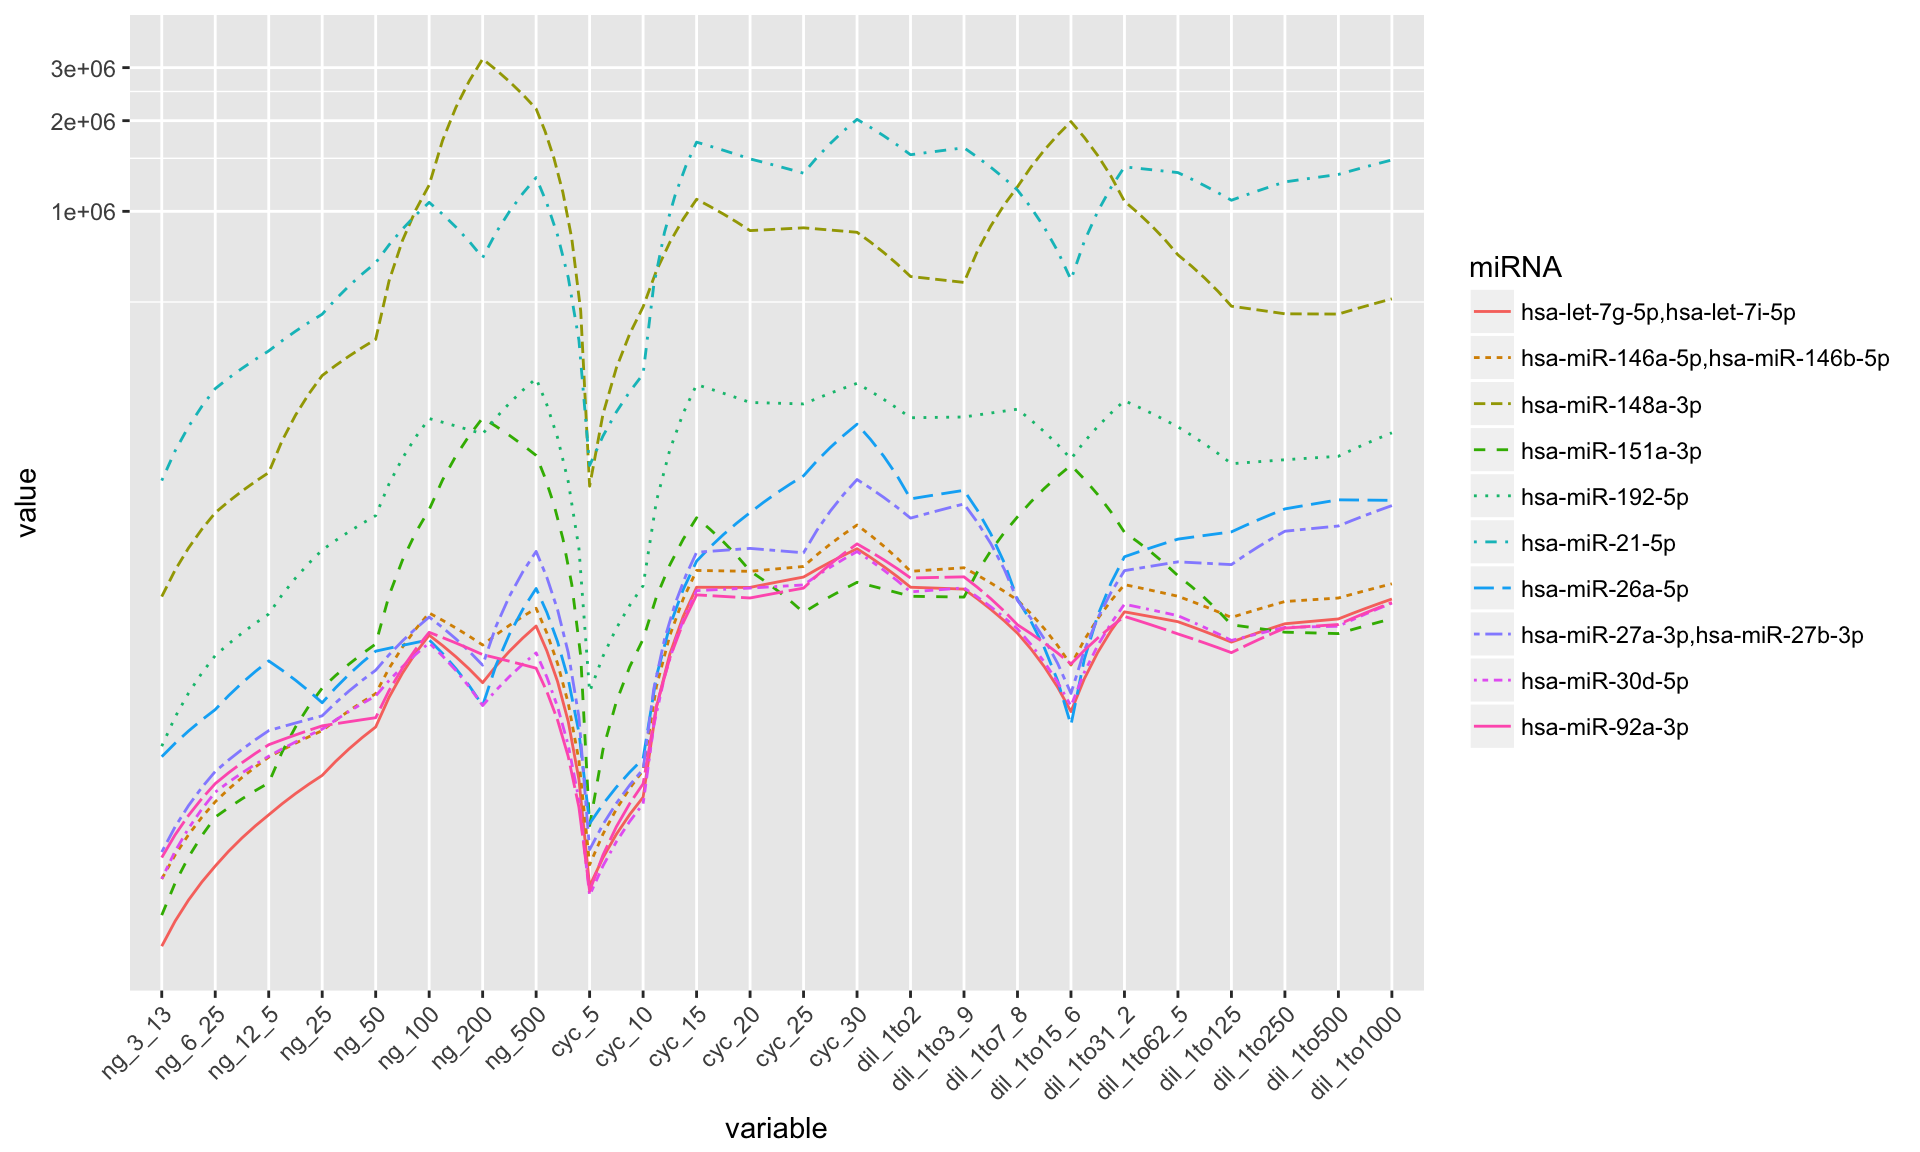 3e+06
2e+06
1e+06
value
ng_3_13
ng_6_25
ng_12_5
ng_25
ng_50
ng_100
ng_200
ng_500
cyc_5
cyc_10
cyc_15
cyc_20
cyc_25
cyc_30
dil_1to2
dil_1to3_9
dil_1to7_8
dil_1to15_6
dil_1to31_2
dil_1to62_5
dil_1to125
dil_1to250
dil_1to500
dil_1to1000
variable
miRNA
hsa-let-7g-5p,hsa-let-7i-5p
hsa-miR-146a-5p,hsa-miR-146b-5p
hsa-miR-148a-3p
hsa-miR-151a-3p
hsa-miR-192-5p
hsa-miR-21-5p
hsa-miR-26a-5p
hsa-miR-27a-3p,hsa-miR-27b-3p
hsa-miR-30d-5p
hsa-miR-92a-3p